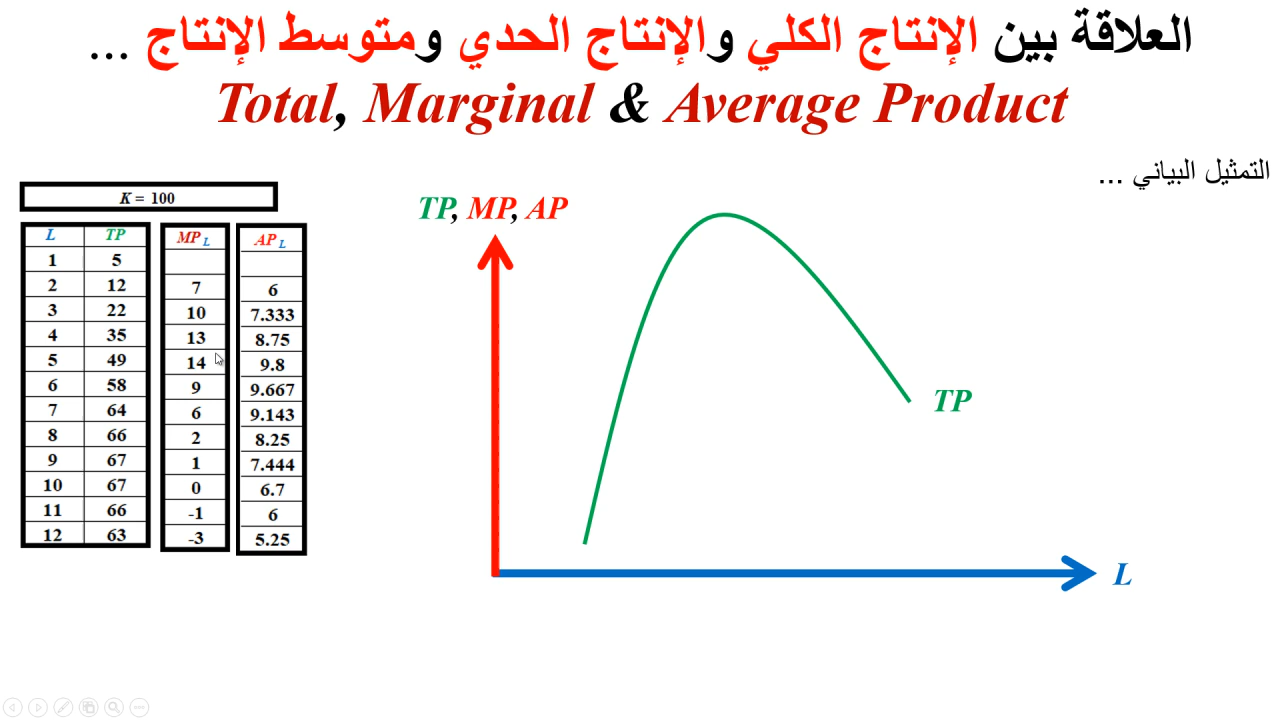 العلاقة بين الإنتاج الكلي والإنتاج الحدي ومتوسط الإنتاج ...
Total, Marginal & Average Product
التمثيل البياني ...
K = 100
L TP MP L AP L
1 5
2 12 7 6
3 22 10 7.333
4 35 13 8.75
5 49 14 9.8
6 58 9 9.667
7 64 6 9.143
8 66 2 8.25
9 67 1 7.444
10 67 0 6.7
11 66 -1 6
12 63 -3 5.25
TP, MP, AP
TP
L